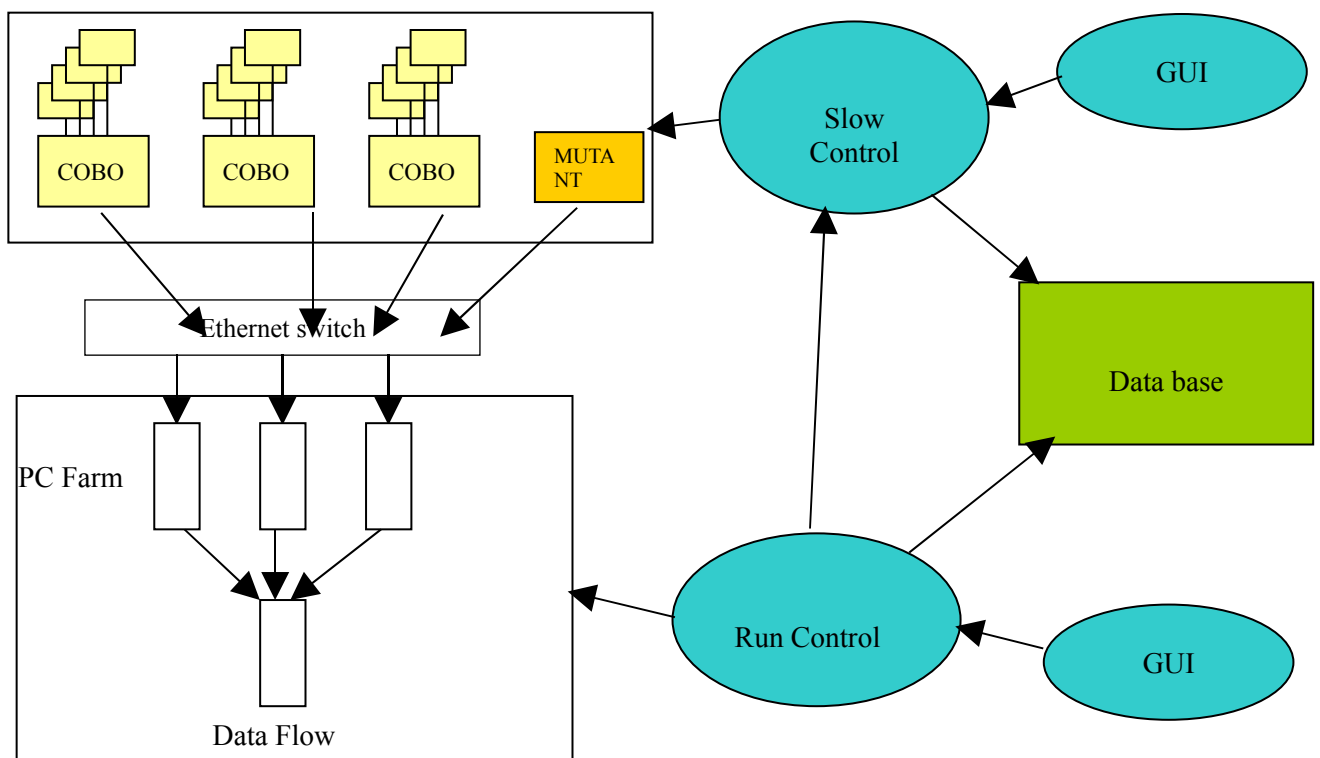 GUI
Slow
Control
COBO
COBO
COBO
MUTA
NT
Ethernet switch
Data base
PC Farm
Run Control
GUI
Data Flow